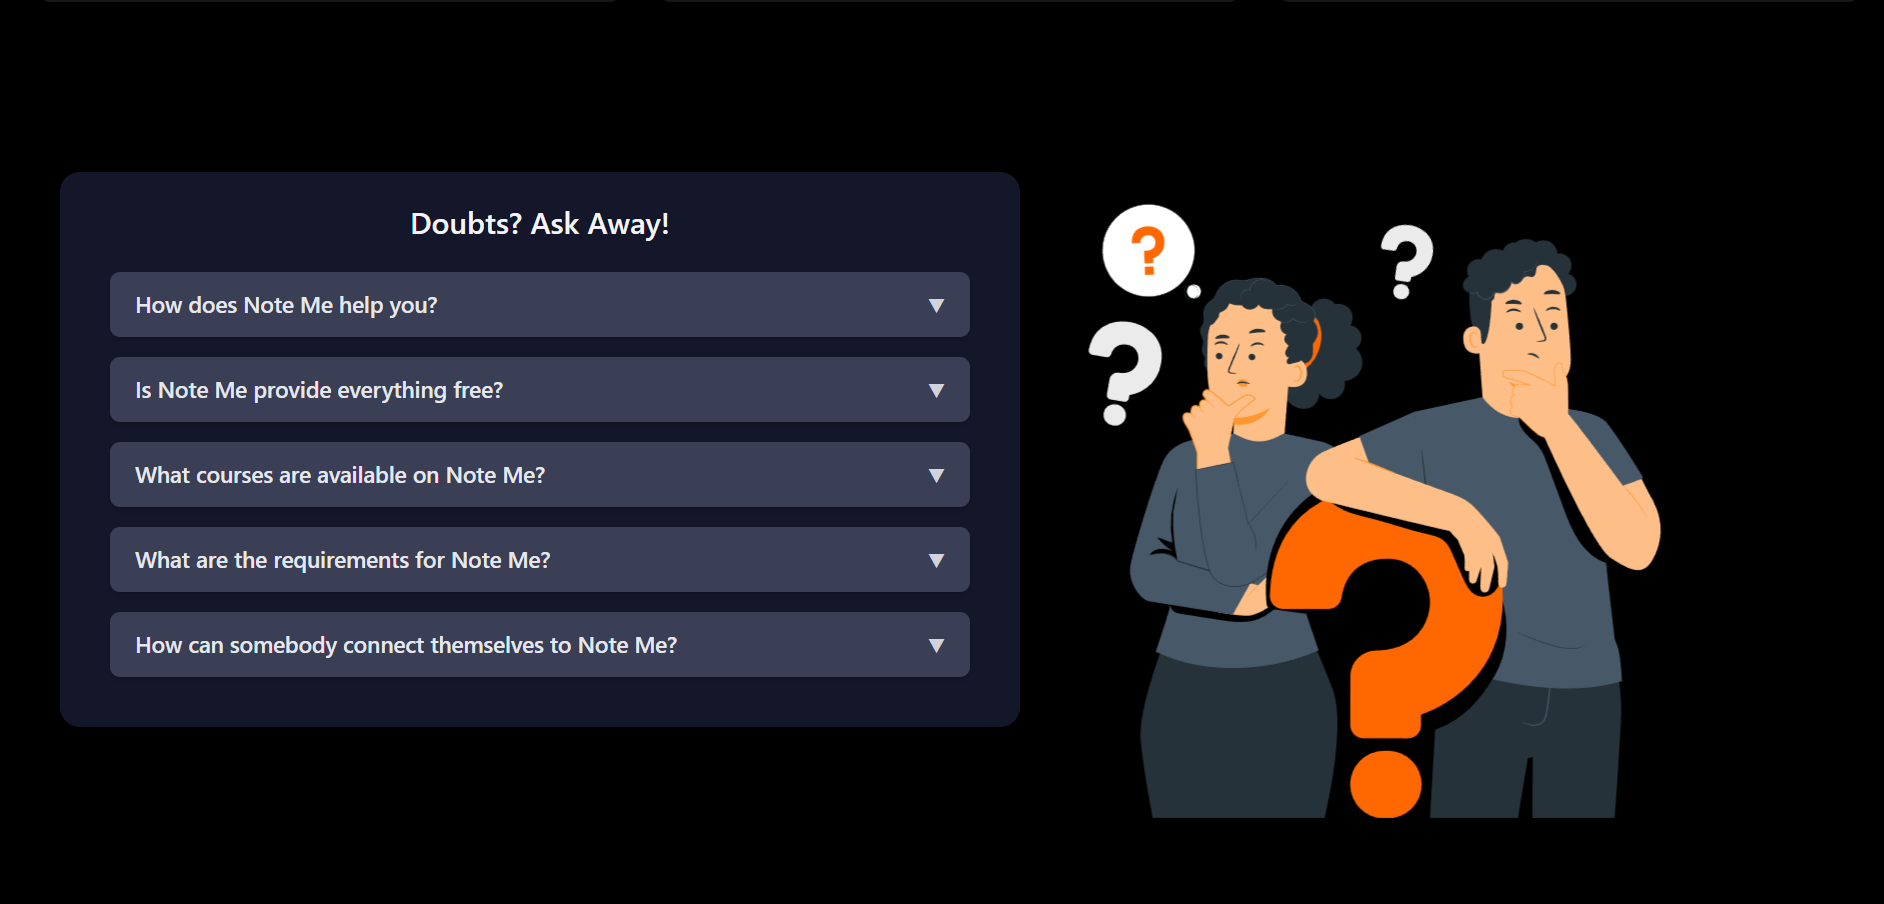 Doubts? Ask Away!
How does Note Me help you?
Is Note Me provide everything free?
What courses are available on Note Me?
What are the requirements for Note Me?
How can somebody connect themselves to Note Me?
?
?
?
?